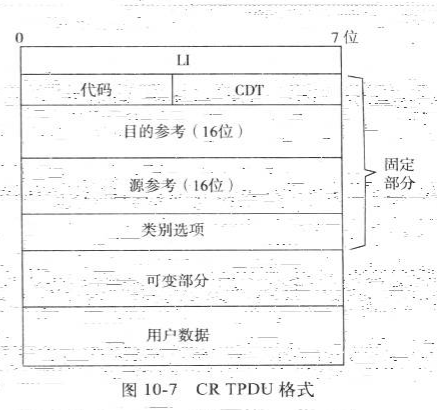 0 7位
LI
代码 CDT
目的参考（16位）
源参考（16位）
固定
部分
类别选项
可变部分
用户数据
图 10-7 CR TPDU 格式